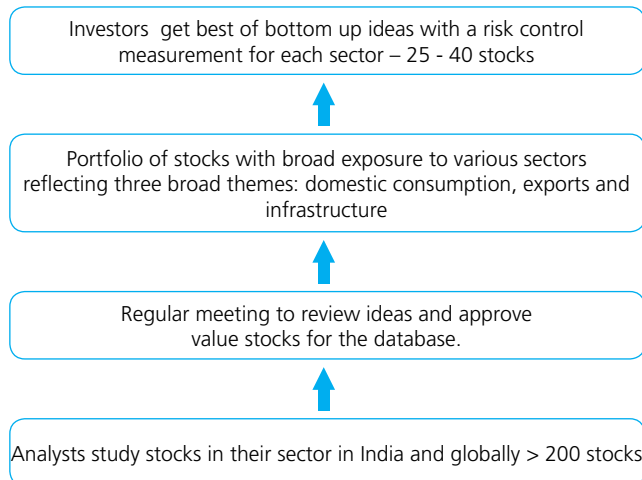 Investors  get best of bottom up ideas with a risk control
measurement for each sector – 25 - 40 stocks
Portfolio of stocks with broad exposure to various sectors
reflecting three broad themes: domestic consumption, exports and
infrastructure
Regular meeting to review ideas and approve
value stocks for the database.
Analysts study stocks in their sector in India and globally > 200 stocks